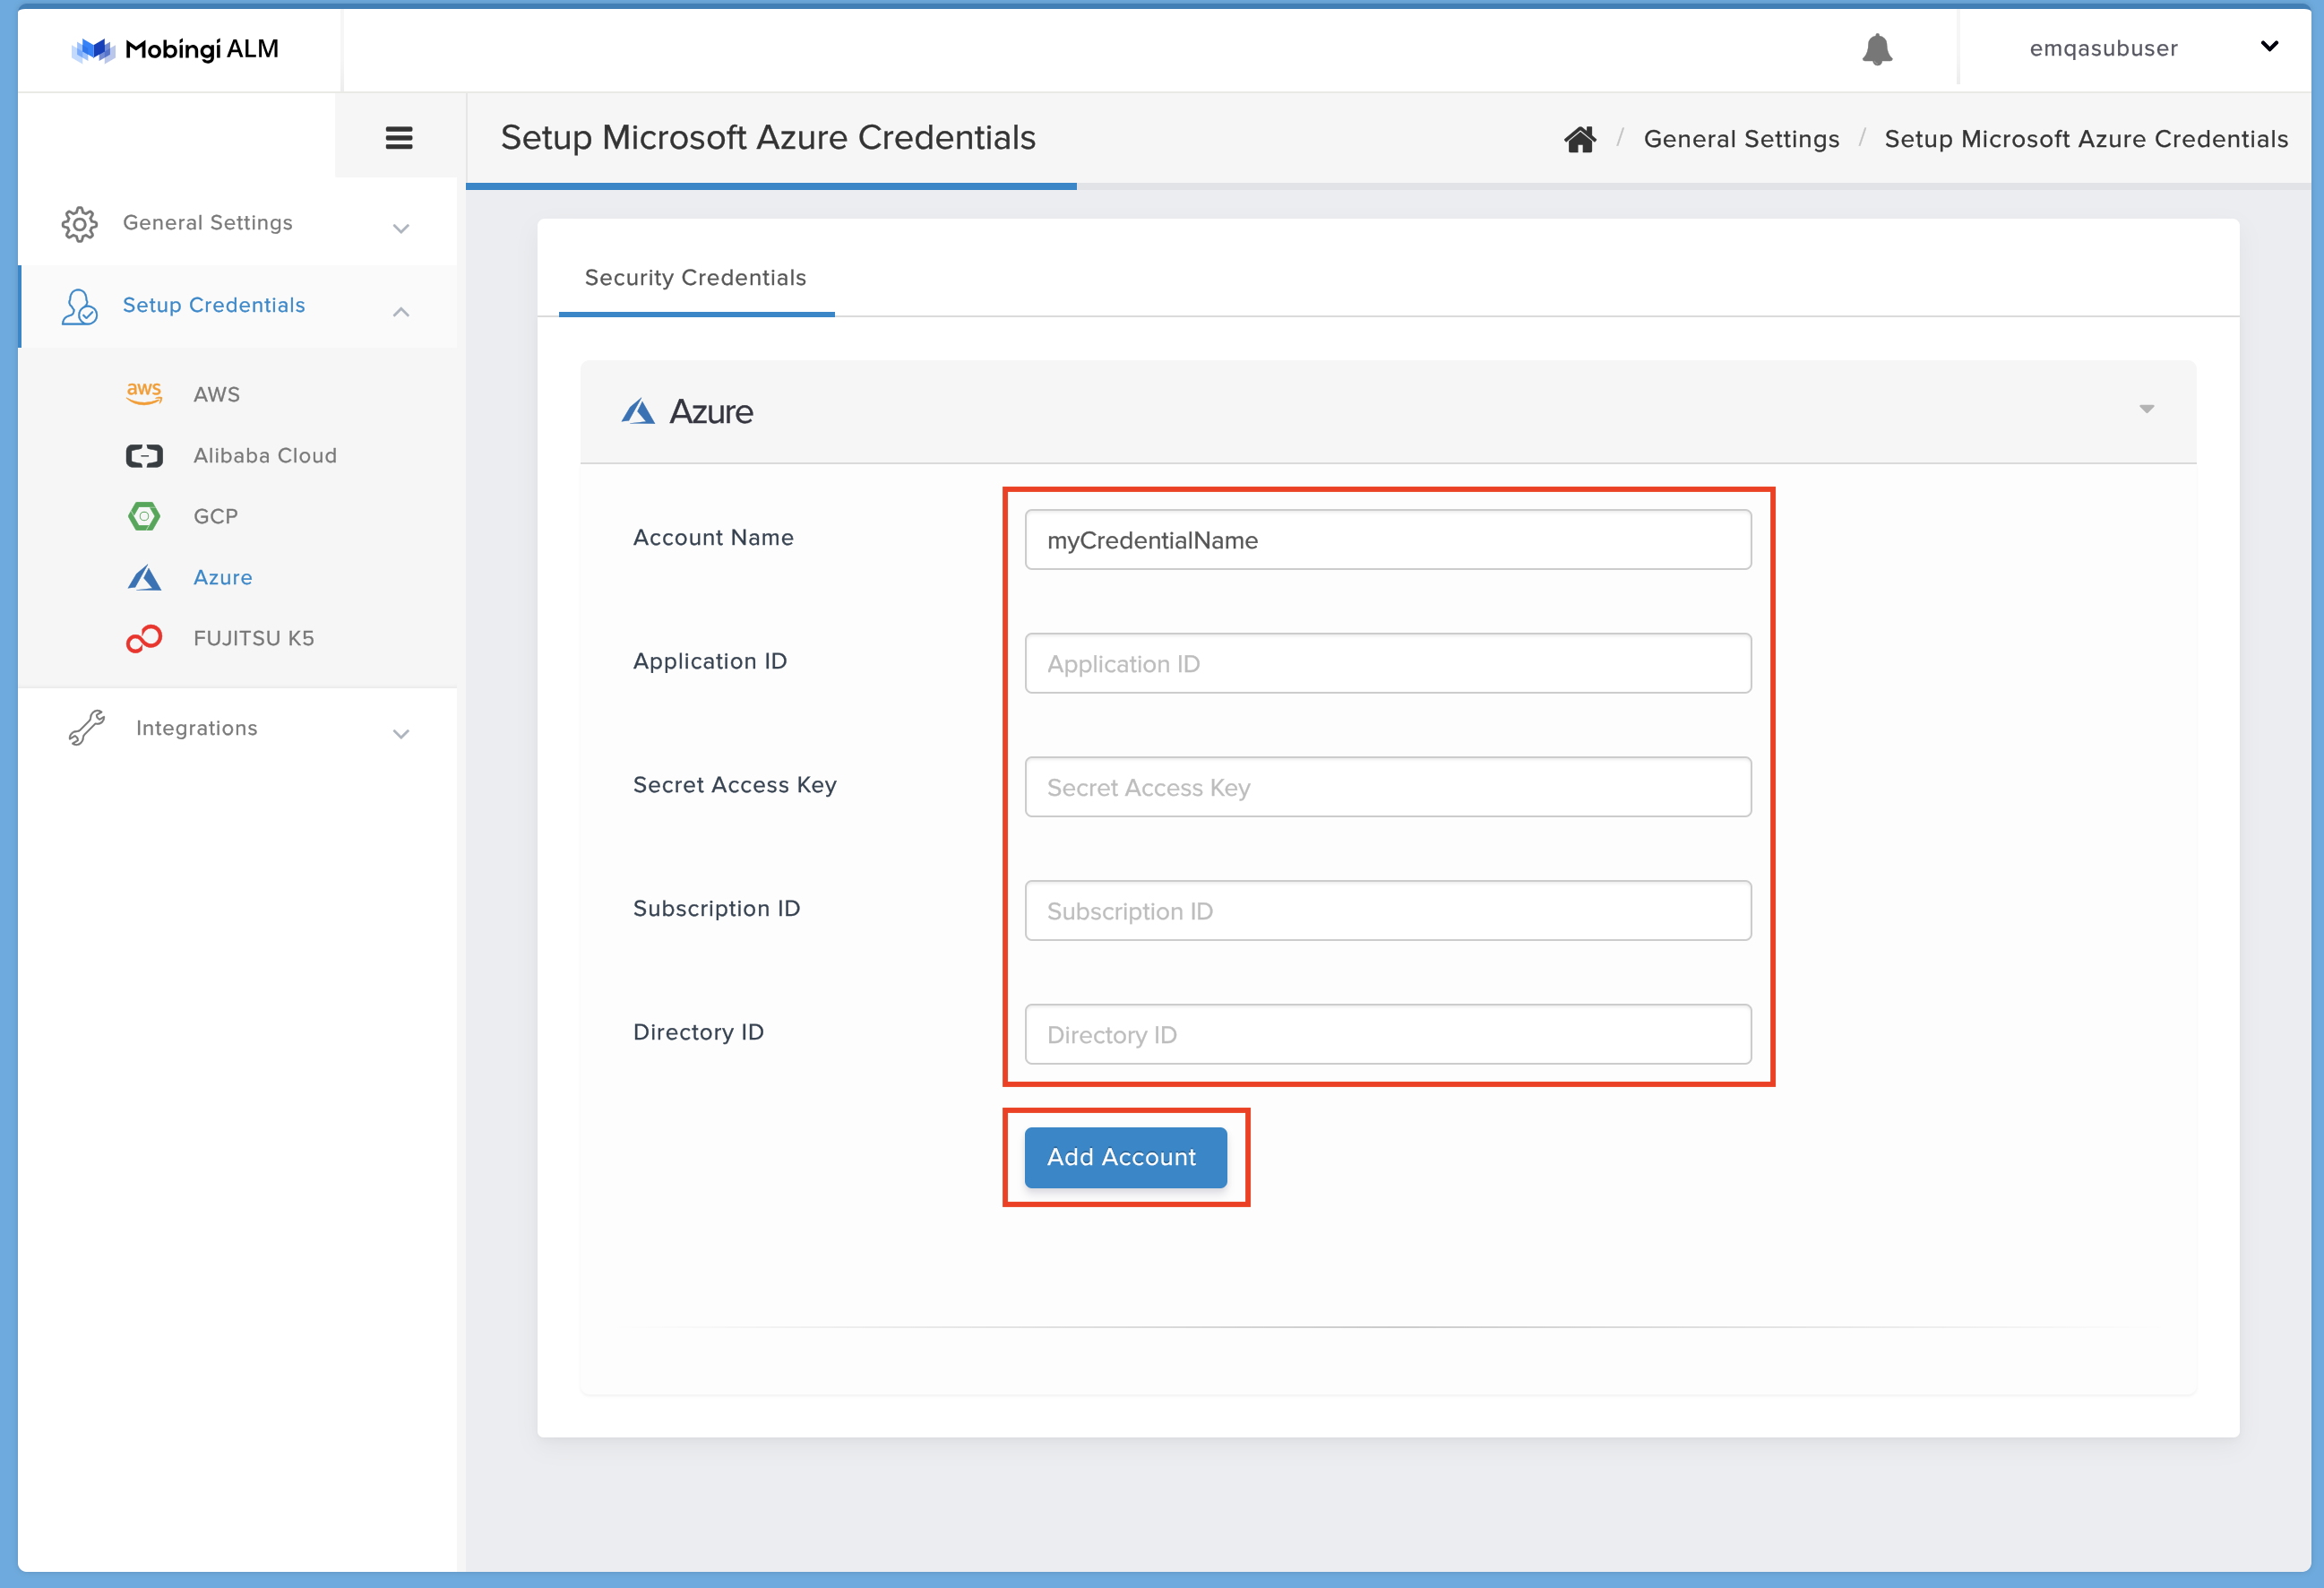 Mobingi ALM
emqasubuser
Setup Microsoft Azure Credentials
/ General Settings / Setup Microsoft Azure Credentials
General Settings
Setup Credentials
aws AWS
Alibaba Cloud
GCP
Azure
FUJITSU K5
Integrations
Security Credentials
Azure
Account Name
myCredentialName
Application ID
Application ID
Secret Access Key
Secret Access Key
Subscription ID
Subscription ID
Directory ID
Directory ID
Add Account